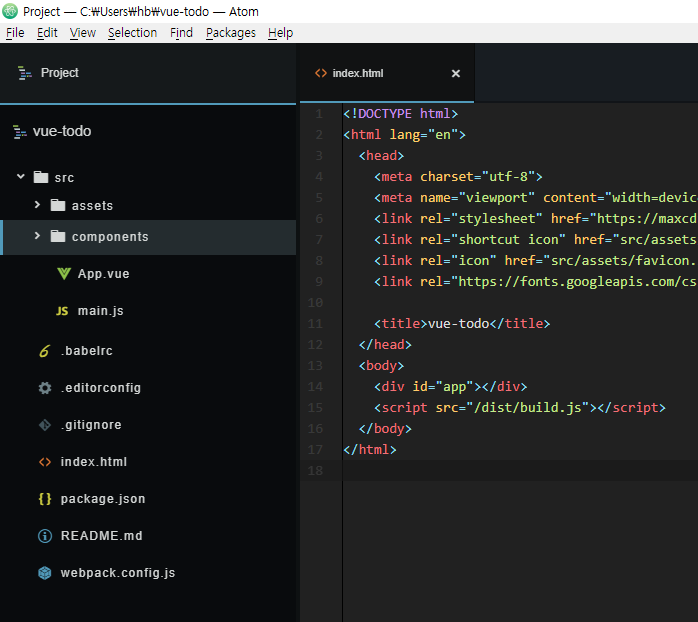 Project — C:₩Users₩hb₩vue-todo — Atom
File Edit View Selection Find Packages Help
Project
index.html
vue-todo
src
assets
components
App.vue
JS main.js
.babelrc
.editorconfig
.gitignore
index.html
package.json
README.md
webpack.config.js
1 <!DOCTYPE html>
2 <html lang="en">
3 <head>
4 <meta charset="utf-8">
5 <meta name="viewport" content="width=devic
6 <link rel="stylesheet" href="https://maxcd
7 <link rel="shortcut icon" href="src/assets
8 <link rel="icon" href="src/assets/favicon.
9 <link rel="https://fonts.googleapis.com/cs
10
11 <title>vue-todo</title>
12 </head>
13 <body>
14 <div id="app"></div>
15 <script src="/dist/build.js"></script>
16 </body>
17 </html>
18